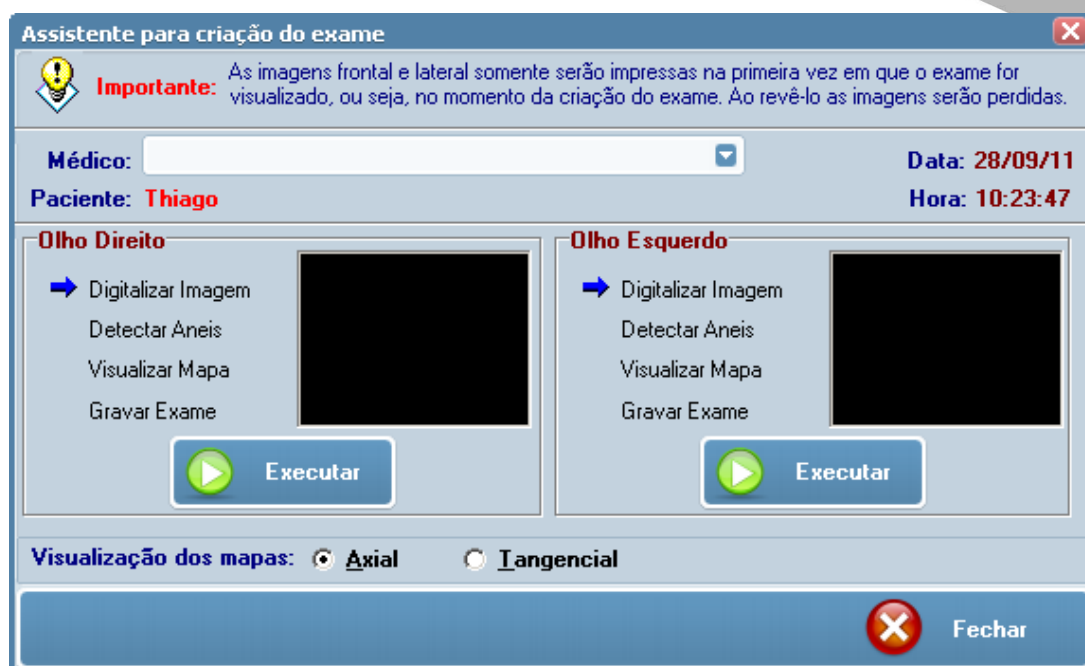 Assistente para criação do exame
Importante: As imagens frontal e lateral somente serão impressas na primeira vez em que o exame for
visualizado, ou seja, no momento da criação do exame. Ao revê-lo as imagens serão perdidas.
Médico: Data: 28/09/11
Paciente: Thiago Hora: 10:23:47
Olho Direito
Digitalizar Imagem
Detectar Aneis
Visualizar Mapa
Gravar Exame
Executar
Olho Esquerdo
Digitalizar Imagem
Detectar Aneis
Visualizar Mapa
Gravar Exame
Executar
Visualização dos mapas: Axial Tangencial
Fechar